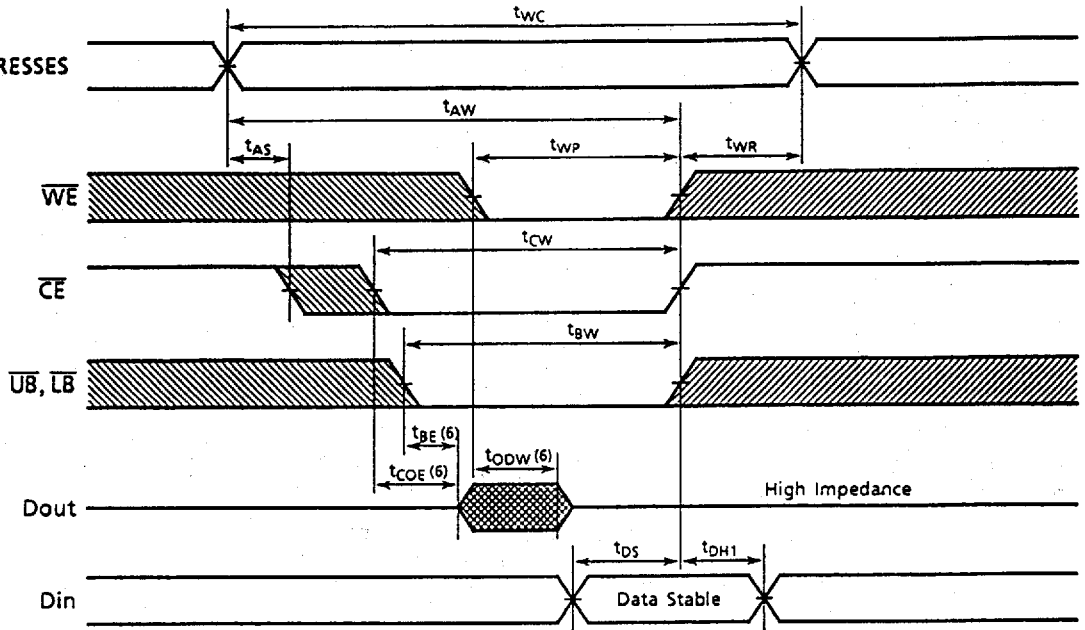 tWC
RESSES
tAW
tAS
tWP
tWR
WE
tCW
CE
tBW
UB, LB
tBE (6)
tCOE (6)
tODW (6)
Dout
High Impedance
tDS
tDH1
Din
Data Stable